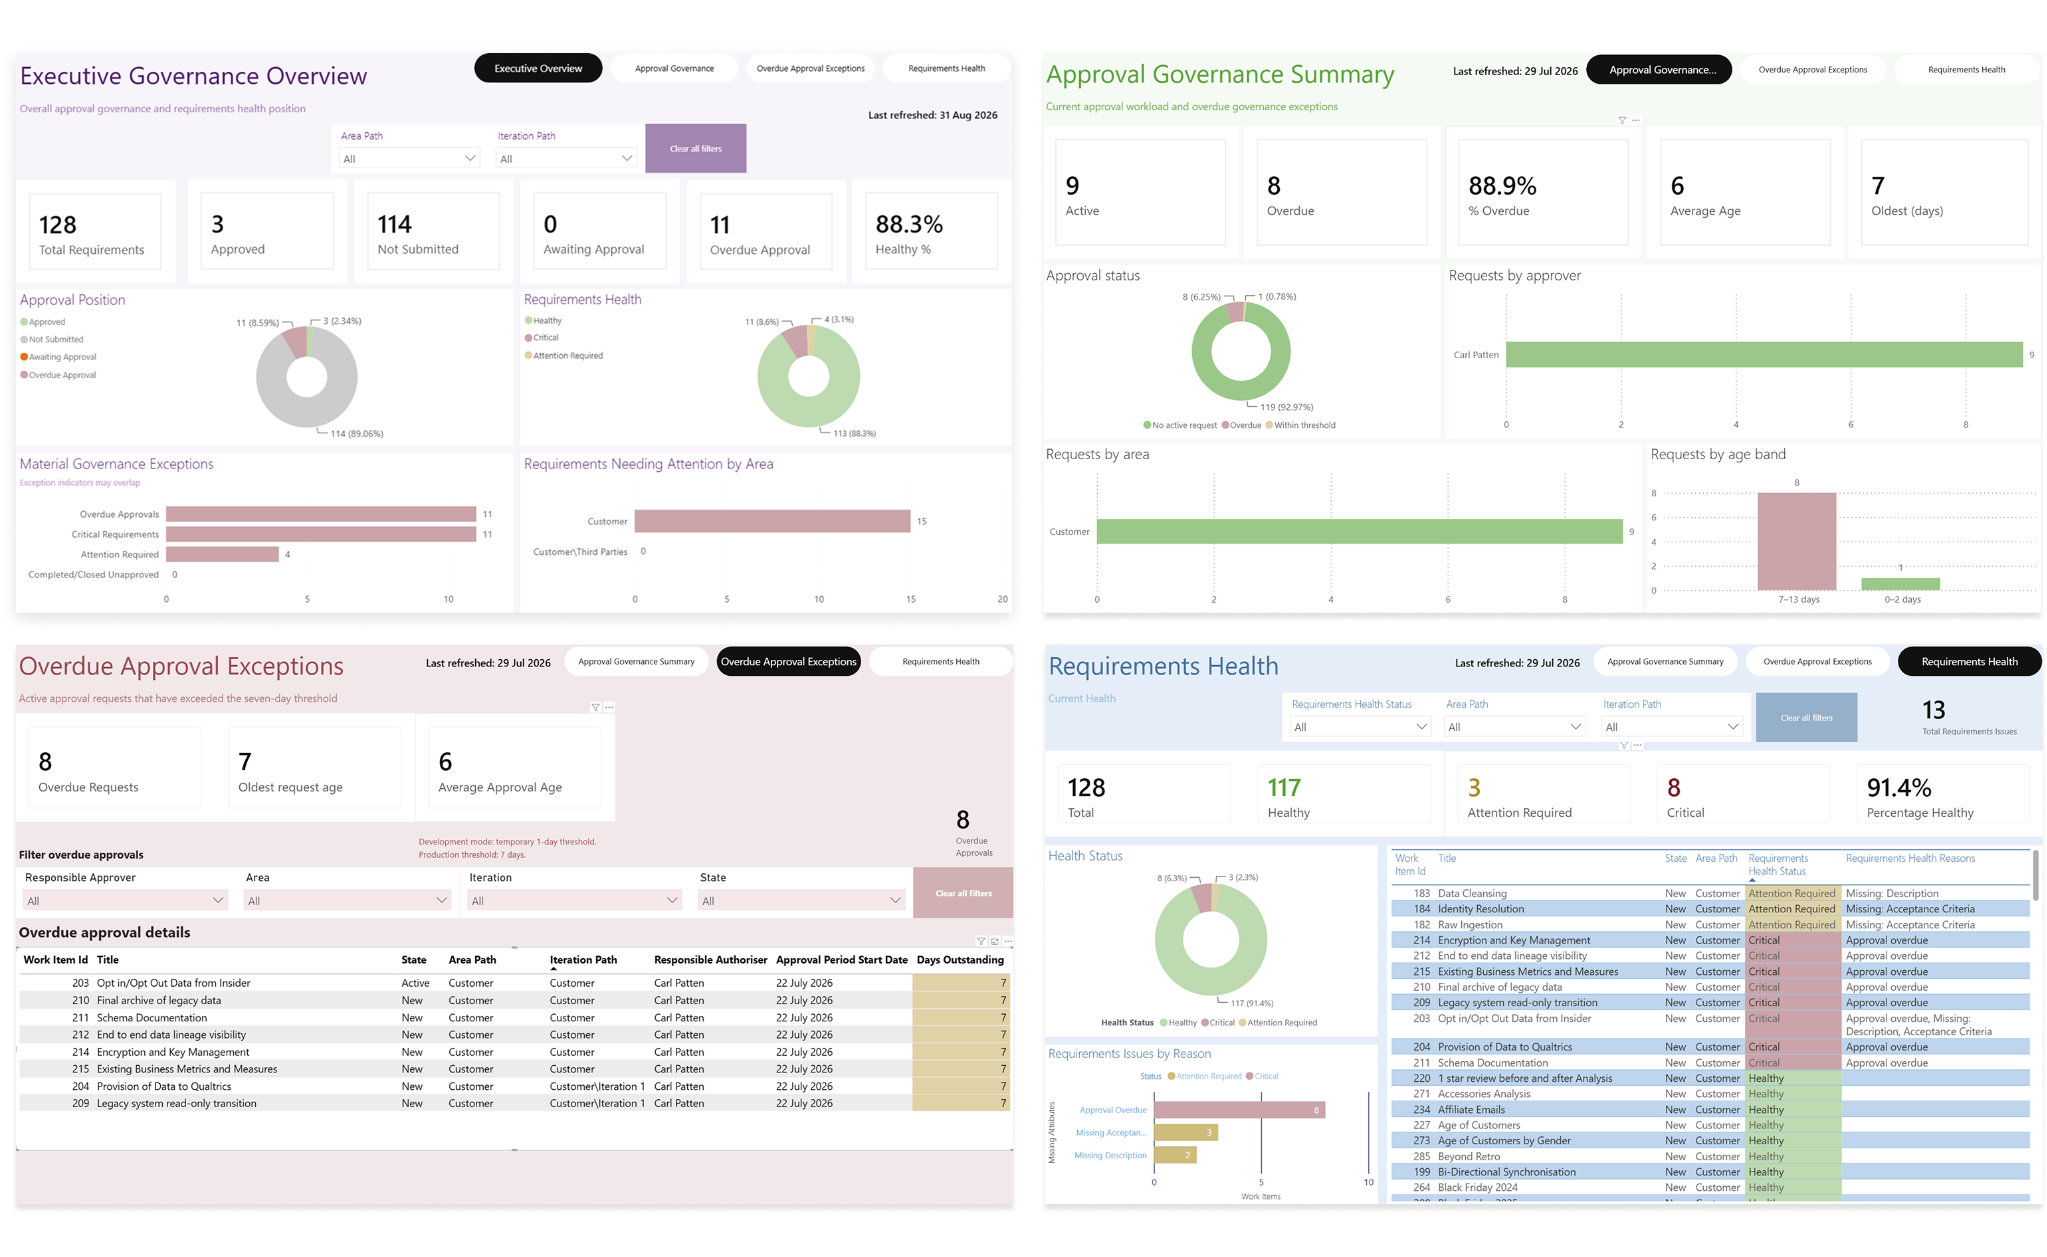 Executive Governance Overview
Executive Overview
Approval Governance
Overdue Approval Exceptions
Requirements Health
Overall approval governance and requirements health position
Last refreshed: 31 Aug 2026
Area Path
All
Iteration Path
All
Clear all filters
128
Total Requirements
3
Approved
114
Not Submitted
0
Awaiting Approval
11
Overdue Approval
88.3%
Healthy %
Approval Position
Approved
Not Submitted
Awaiting Approval
Overdue Approval
11 (8.59%)
3 (2.34%)
114 (89.06%)
Requirements Health
Healthy
Critical
Attention Required
11 (8.6%)
4 (3.1%)
113 (88.3%)
Material Governance Exceptions
Exception indicators may overlap
Overdue Approvals 11
Critical Requirements 11
Attention Required 4
Completed/Closed Unapproved 0
0 5 10
Requirements Needing Attention by Area
Customer 15
Customer\Third Parties 0
0 5 10 15 20
Approval Governance Summary
Last refreshed: 29 Jul 2026
Approval Governance...
Overdue Approval Exceptions
Requirements Health
Current approval workload and overdue governance exceptions
9
Active
8
Overdue
88.9%
% Overdue
6
Average Age
7
Oldest (days)
Approval status
8 (6.25%)
1 (0.78%)
119 (92.97%)
No active request Overdue Within threshold
Requests by approver
Carl Patten 9
0 2 4 6 8
Requests by area
Customer 9
0 2 4 6 8
Requests by age band
8
6
4
2
0
8
1
7–13 days 0–2 days
Overdue Approval Exceptions
Last refreshed: 29 Jul 2026
Approval Governance Summary
Overdue Approval Exceptions
Requirements Health
Active approval requests that have exceeded the seven-day threshold
8
Overdue Requests
7
Oldest request age
6
Average Approval Age
8
Overdue
Approvals
Development mode: temporary 1-day threshold.
Production threshold: 7 days.
Filter overdue approvals
Responsible Approver
All
Area
All
Iteration
All
State
All
Clear all filters
Overdue approval details
Work Item Id Title State Area Path Iteration Path Responsible Authoriser Approval Period Start Date Days Outstanding
203 Opt in/Opt Out Data from Insider Active Customer Customer Carl Patten 22 July 2026 7
210 Final archive of legacy data New Customer Customer Carl Patten 22 July 2026 7
211 Schema Documentation New Customer Customer Carl Patten 22 July 2026 7
212 End to end data lineage visibility New Customer Customer Carl Patten 22 July 2026 7
214 Encryption and Key Management New Customer Customer Carl Patten 22 July 2026 7
215 Existing Business Metrics and Measures New Customer Customer Carl Patten 22 July 2026 7
204 Provision of Data to Qualtrics New Customer Customer\Iteration 1 Carl Patten 22 July 2026 7
209 Legacy system read-only transition New Customer Customer\Iteration 1 Carl Patten 22 July 2026 7
Requirements Health
Last refreshed: 29 Jul 2026
Approval Governance Summary
Overdue Approval Exceptions
Requirements Health
Current Health
Requirements Health Status
All
Area Path
All
Iteration Path
All
Clear all filters
13
Total Requirements Issues
128
Total
117
Healthy
3
Attention Required
8
Critical
91.4%
Percentage Healthy
Health Status
8 (6.3%)
3 (2.3%)
117 (91.4%)
Health Status Healthy Critical Attention Required
Requirements Issues by Reason
Status Attention Required Critical
Missing Attributes
Approval Overdue 8
Missing Acceptan... 3
Missing Description 2
0 5 10
Work Items
Work Item Id Title State Area Path Requirements Health Status Requirements Health Reasons
183 Data Cleansing New Customer Attention Required Missing: Description
184 Identity Resolution New Customer Attention Required Missing: Acceptance Criteria
182 Raw Ingestion New Customer Attention Required Missing: Acceptance Criteria
214 Encryption and Key Management New Customer Critical Approval overdue
212 End to end data lineage visibility New Customer Critical Approval overdue
215 Existing Business Metrics and Measures New Customer Critical Approval overdue
210 Final archive of legacy data New Customer Critical Approval overdue
209 Legacy system read-only transition New Customer Critical Approval overdue
203 Opt in/Opt Out Data from Insider New Customer Critical Approval overdue, Missing:
Description, Acceptance Criteria
204 Provision of Data to Qualtrics New Customer Critical Approval overdue
211 Schema Documentation New Customer Critical Approval overdue
220 1 star review before and after Analysis New Customer Healthy
271 Accessories Analysis New Customer Healthy
234 Affiliate Emails New Customer Healthy
227 Age of Customers New Customer Healthy
273 Age of Customers by Gender New Customer Healthy
285 Beyond Retro New Customer Healthy
199 Bi-Directional Synchronisation New Customer Healthy
264 Black Friday 2024 New Customer Healthy